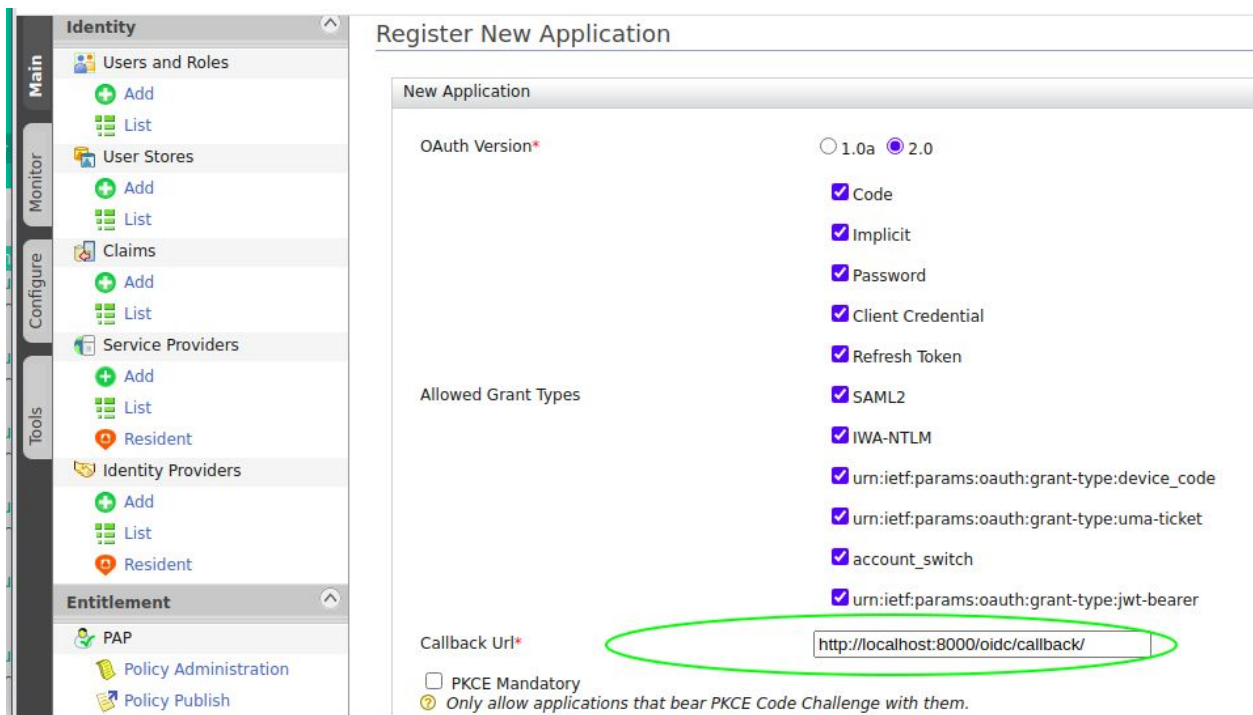 Main
Monitor
Configure
Tools
Identity
Users and Roles
Add
List
User Stores
Add
List
Claims
Add
List
Service Providers
Add
List
Resident
Identity Providers
Add
List
Resident
Entitlement
PAP
Policy Administration
Policy Publish
Register New Application
New Application
OAuth Version*
1.0a 2.0
Allowed Grant Types
Code
Implicit
Password
Client Credential
Refresh Token
SAML2
IWA-NTLM
urn:ietf:params:oauth:grant-type:device_code
urn:ietf:params:oauth:grant-type:uma-ticket
account_switch
urn:ietf:params:oauth:grant-type:jwt-bearer
Callback Url* http://localhost:8000/oidc/callback/
PKCE Mandatory
Only allow applications that bear PKCE Code Challenge with them.